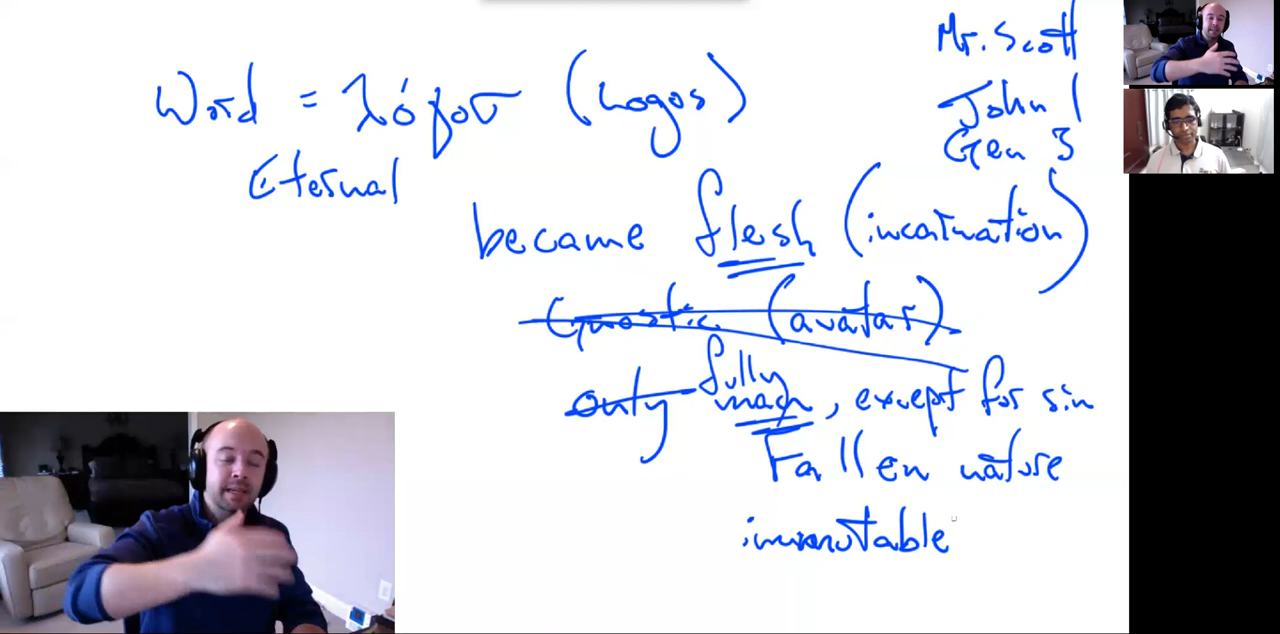 Mr. Scott
John 1
Gen 3
Word = λόγοσ (Logos)
Eternal
became flesh (incarnation)
Gnostic (avatar)
only fully man, except for sin
Fallen nature
immutable